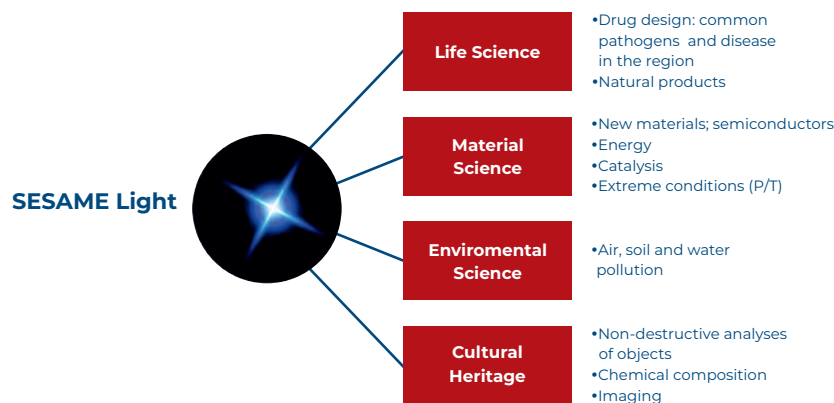 SESAME Light
Life Science
•Drug design: common
pathogens and disease
in the region
•Natural products
Material
Science
•New materials; semiconductors
•Energy
•Catalysis
•Extreme conditions (P/T)
Enviromental
Science
•Air, soil and water
pollution
Cultural
Heritage
•Non-destructive analyses
of objects
•Chemical composition
•Imaging